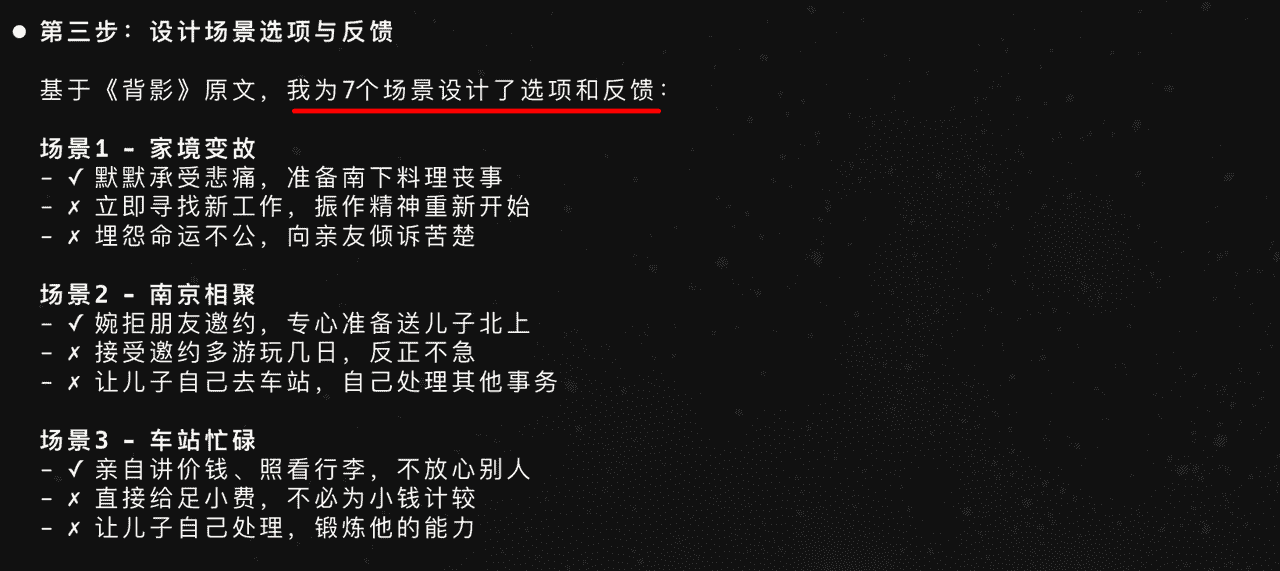 ● 第三步：设计场景选项与反馈
基于《背影》原文，我为7个场景设计了选项和反馈：
场景1 - 家境变故
- ✓ 默默承受悲痛，准备南下料理丧事
- ✗ 立即寻找新工作，振作精神重新开始
- ✗ 埋怨命运不公，向亲友倾诉苦楚
场景2 - 南京相聚
- ✓ 婉拒朋友邀约，专心准备送儿子北上
- ✗ 接受邀约多游玩几日，反正不急
- ✗ 让儿子自己去车站，自己处理其他事务
场景3 - 车站忙碌
- ✓ 亲自讲价钱、照看行李，不放心别人
- ✗ 直接给足小费，不必为小钱计较
- ✗ 让儿子自己处理，锻炼他的能力